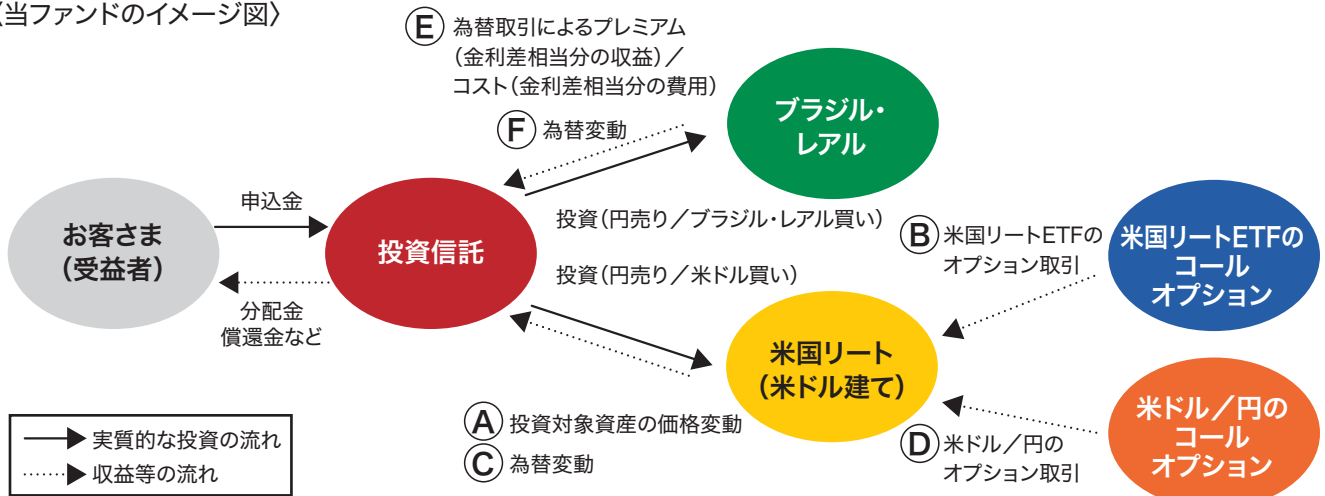 〈当ファンドのイメージ図〉
Ⓔ 為替取引によるプレミアム
(金利差相当分の収益)/
コスト(金利差相当分の費用)
Ⓕ 為替変動
ブラジル・
レアル
お客さま
(受益者)
申込金
分配金
償還金など
投資信託
投資(円売り/ブラジル・レアル買い)
投資(円売り/米ドル買い)
Ⓑ 米国リートETFの
オプション取引
米国リートETFの
コール
オプション
米国リート
(米ドル建て)
Ⓐ 投資対象資産の価格変動
Ⓒ 為替変動
Ⓓ 米ドル/円の
オプション取引
米ドル/円の
コール
オプション
実質的な投資の流れ
収益等の流れ